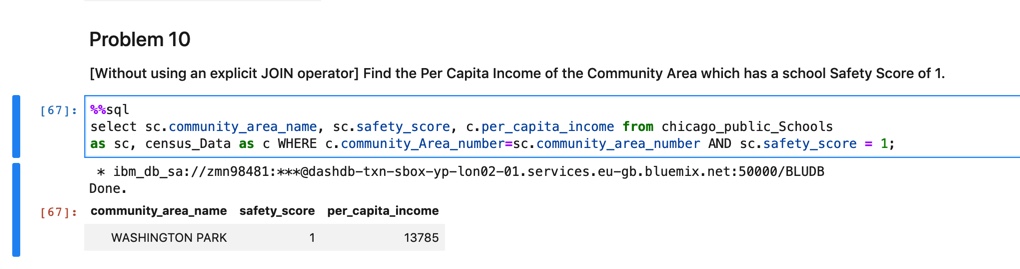 Problem 10
[Without using an explicit JOIN operator] Find the Per Capita Income of the Community Area which has a school Safety Score of 1.
[67]: %%sql
select sc.community_area_name, sc.safety_score, c.per_capita_income from chicago_public_Schools
as sc, census_Data as c WHERE c.community_Area_number=sc.community_area_number AND sc.safety_score = 1;
* ibm_db_sa://zmn98481:***@dashdb-txn-sbox-yp-lon02-01.services.eu-gb.bluemix.net:50000/BLUDB
Done.
[67]: community_area_name safety_score per_capita_income
WASHINGTON PARK 1 13785